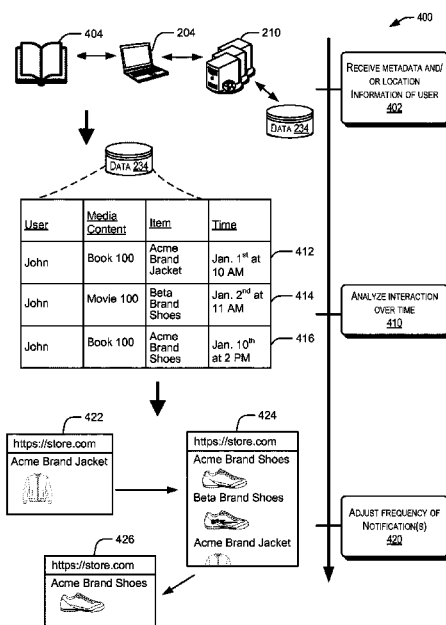 400
404
204
210
RECEIVE METADATA AND/
OR LOCATION
INFORMATION OF USER
402
DATA 234
DATA 234
User
Media
Content
Item
Time
John
Book 100
Acme
Brand
Jacket
Jan. 1st at
10 AM
412
John
Movie 100
Beta
Brand
Shoes
Jan. 2nd at
11 AM
414
John
Book 100
Acme
Brand
Shoes
Jan. 10th
at 2 PM
416
ANALYZE INTERACTION
OVER TIME
410
422
https://store.com
Acme Brand Jacket
424
https://store.com
Acme Brand Shoes
Beta Brand Shoes
Acme Brand Jacket
426
https://store.com
Acme Brand Shoes
ADJUST FREQUENCY OF
NOTIFICATION(S)
420